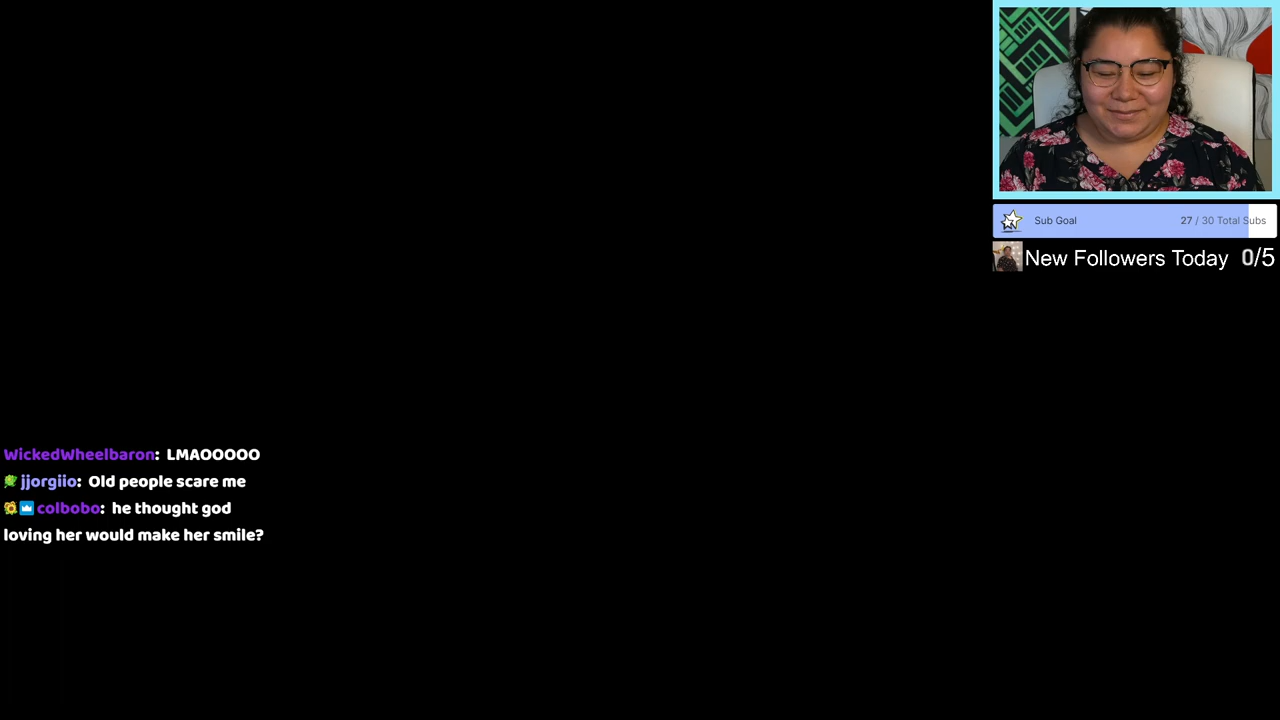 Sub Goal 27 / 30 Total Subs
New Followers Today 0/5
WickedWheelbaron: LMAOOOOO
jjorgiio: Old people scare me
colbobo: he thought god
loving her would make her smile?